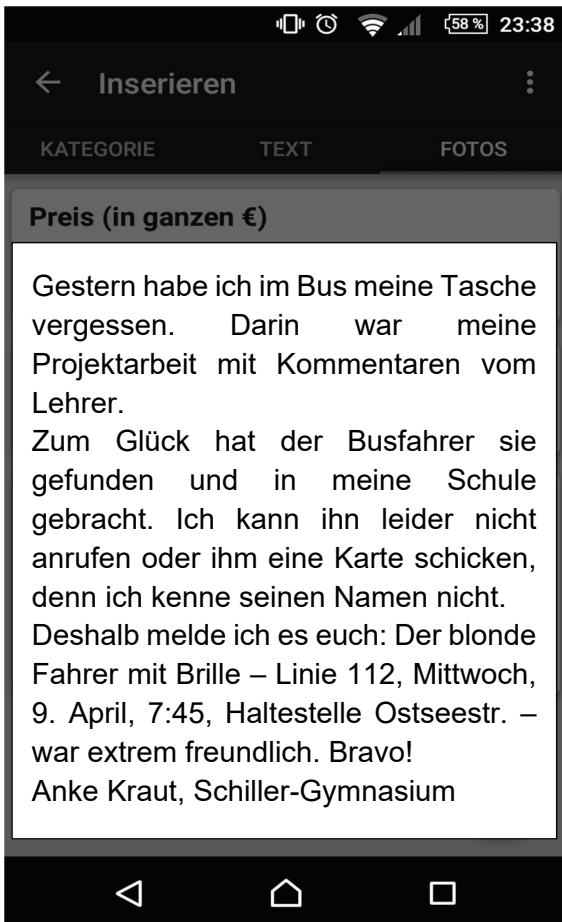 58 % 23:38
Inserieren
KATEGORIE TEXT FOTOS
Preis (in ganzen €)
Gestern habe ich im Bus meine Tasche
vergessen. Darin war meine
Projektarbeit mit Kommentaren vom
Lehrer.
Zum Glück hat der Busfahrer sie
gefunden und in meine Schule
gebracht. Ich kann ihn leider nicht
anrufen oder ihm eine Karte schicken,
denn ich kenne seinen Namen nicht.
Deshalb melde ich es euch: Der blonde
Fahrer mit Brille – Linie 112, Mittwoch,
9. April, 7:45, Haltestelle Ostseestr. –
war extrem freundlich. Bravo!
Anke Kraut, Schiller-Gymnasium